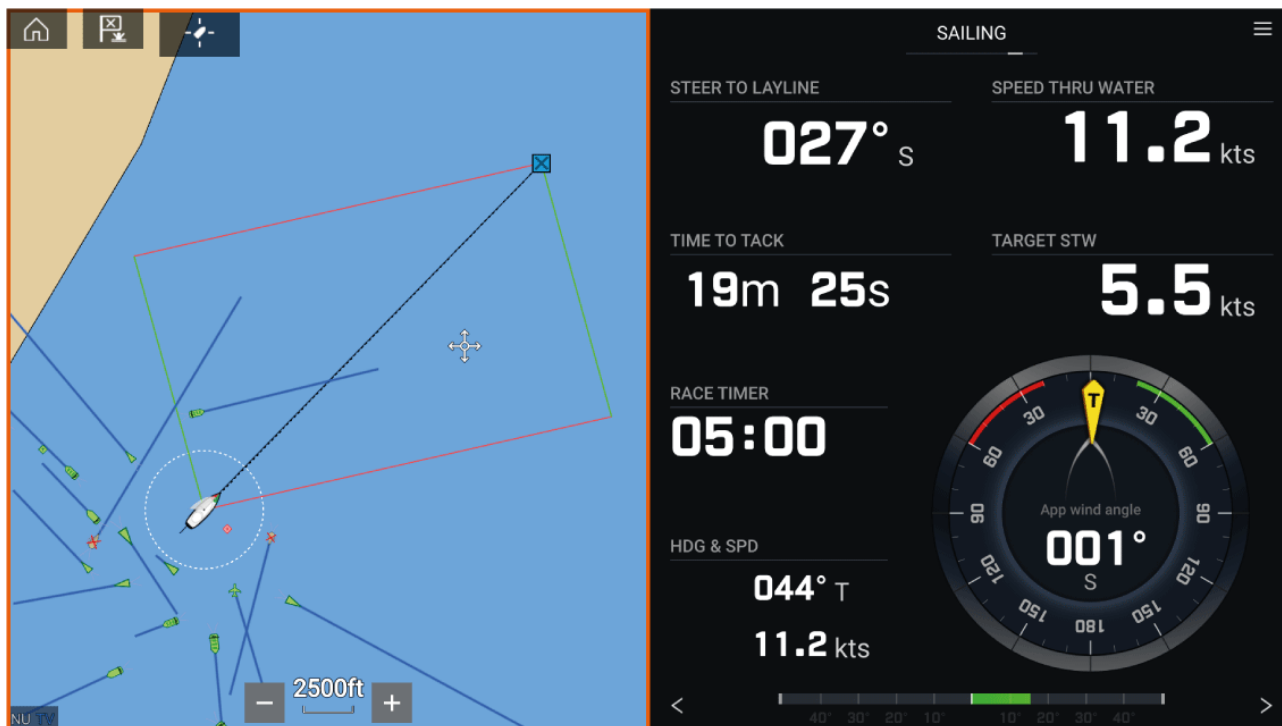 SAILING
STEER TO LAYLINE
027° S
SPEED THRU WATER
11.2 kts
TIME TO TACK
19m 25s
TARGET STW
5.5 kts
RACE TIMER
05:00
HDG & SPD
044° T
11.2 kts
T
30 30
60 60
90 90
120 120
150 150
180
App wind angle
001°
S
2500ft
NU TV
40° 30° 20° 10° 10° 20° 30° 40°